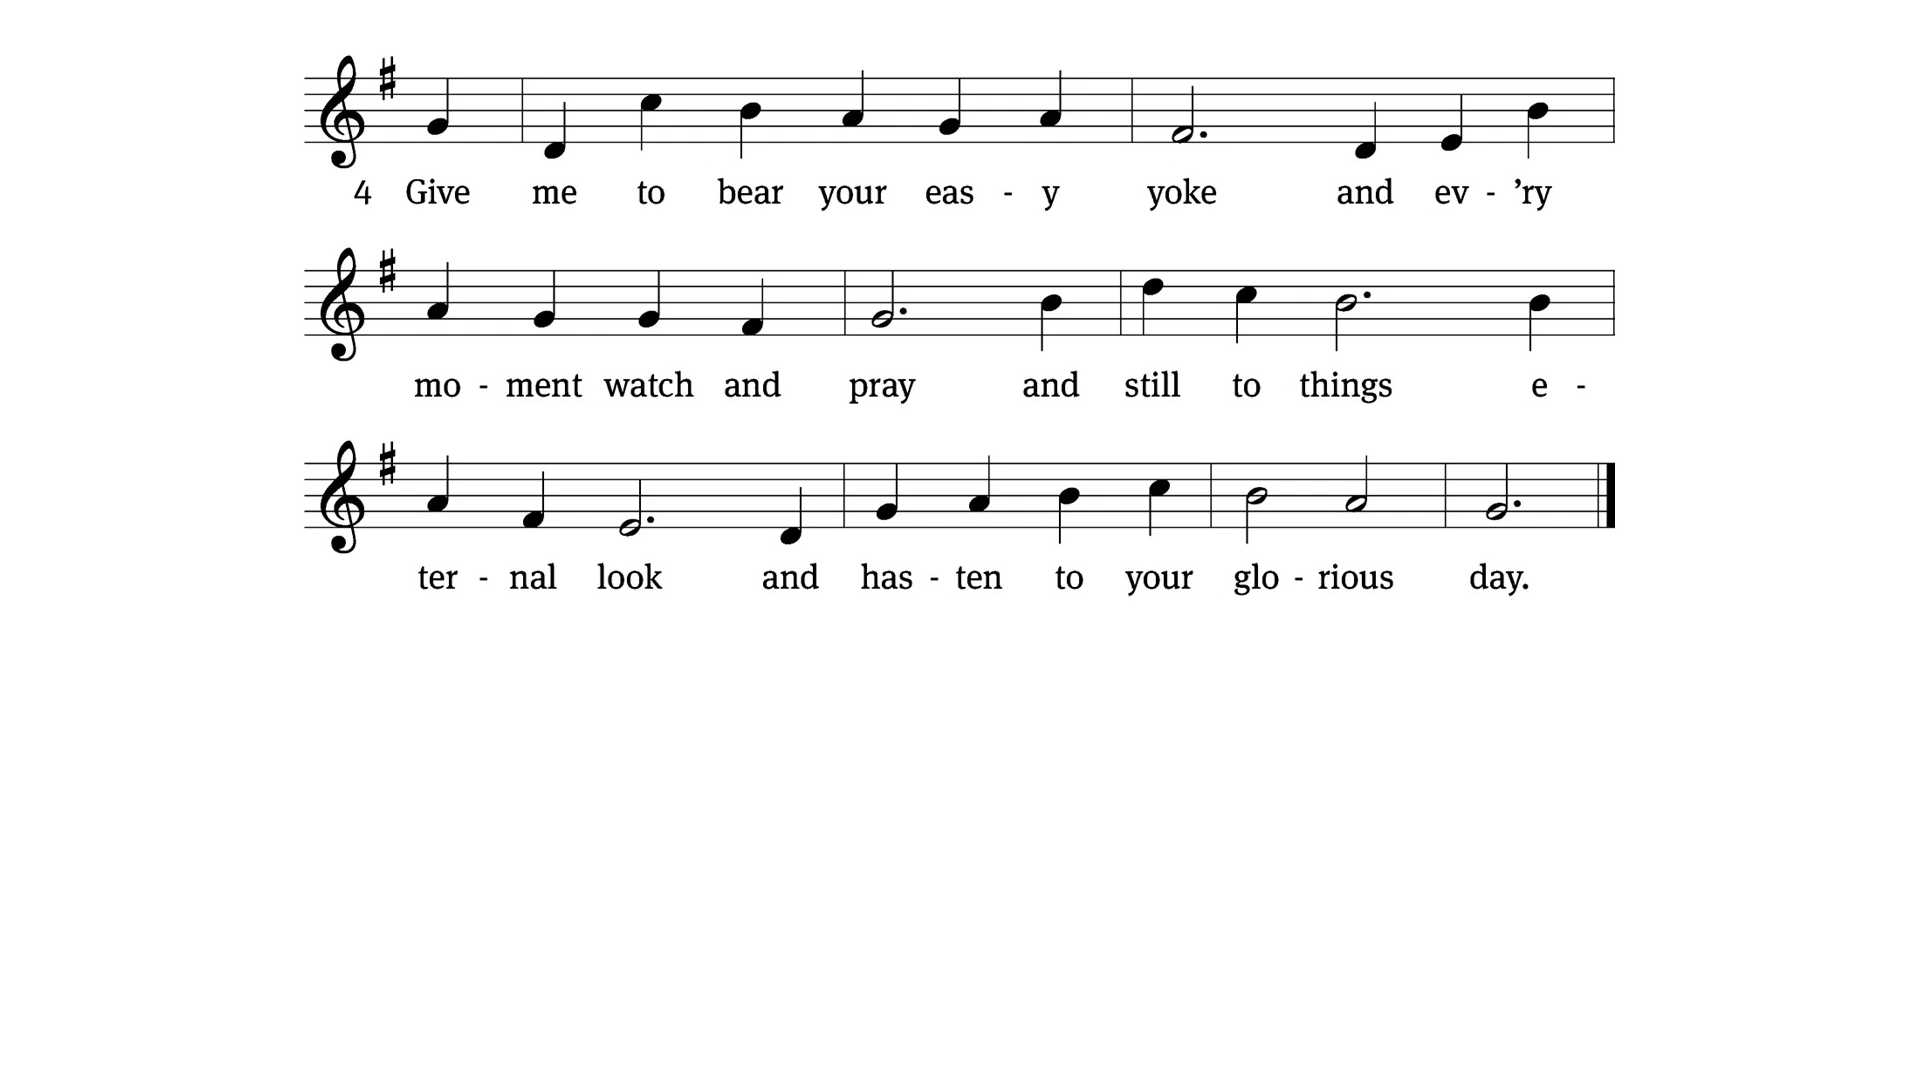 4 Give me to bear your eas - y yoke and ev - ’ry
mo - ment watch and pray and still to things e -
ter - nal look and has - ten to your glo - rious day.